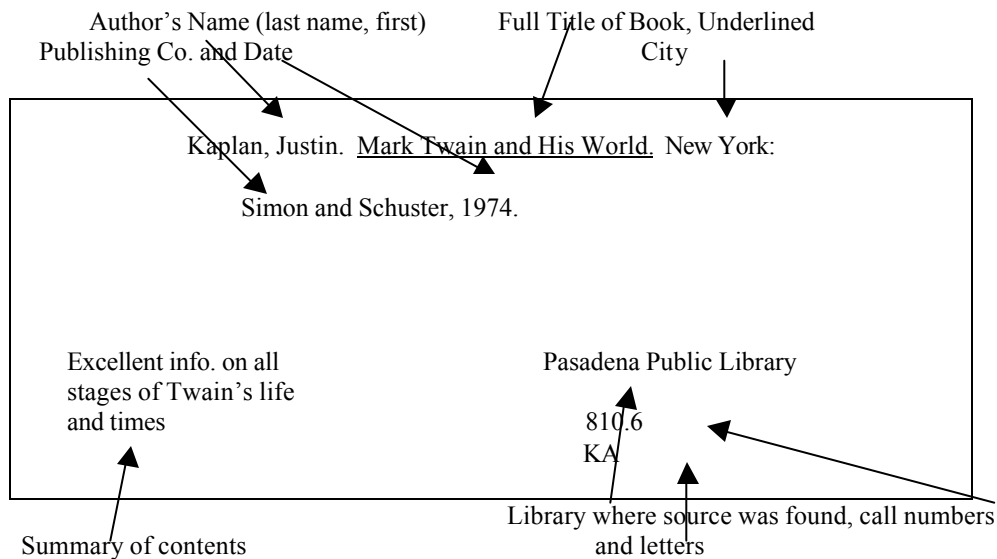 Author’s Name (last name, first) Full Title of Book, Underlined
Publishing Co. and Date City
Kaplan, Justin. Mark Twain and His World. New York:
Simon and Schuster, 1974.
Excellent info. on all Pasadena Public Library
stages of Twain’s life
and times 810.6
KA
Library where source was found, call numbers
Summary of contents and letters